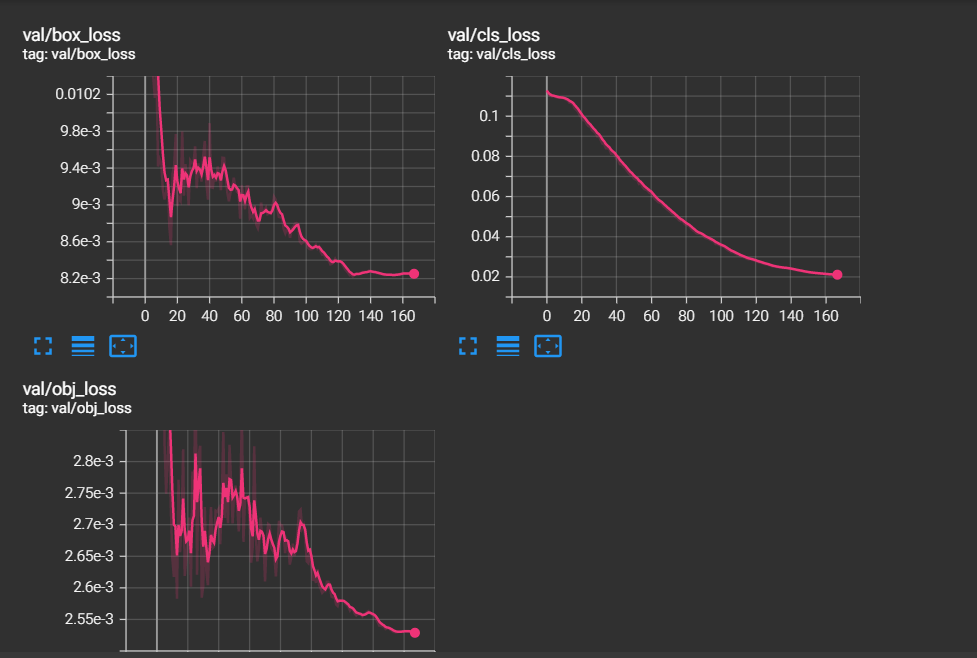 val/box_loss
tag: val/box_loss
0.0102
9.8e-3
9.4e-3
9e-3
8.6e-3
8.2e-3
0 20 40 60 80 100 120 140 160
val/cls_loss
tag: val/cls_loss
0.1
0.08
0.06
0.04
0.02
0 20 40 60 80 100 120 140 160
val/obj_loss
tag: val/obj_loss
2.8e-3
2.75e-3
2.7e-3
2.65e-3
2.6e-3
2.55e-3